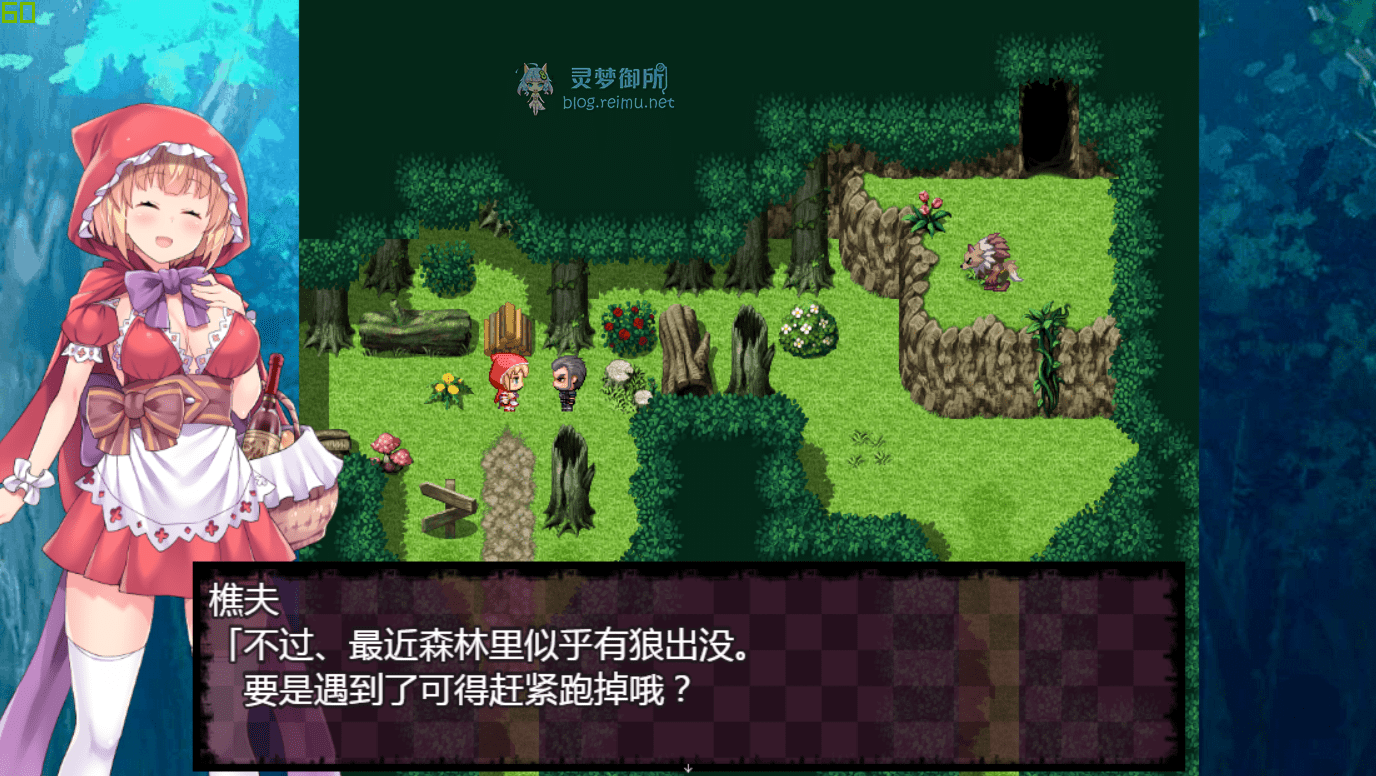 60
灵梦御所
blog.reimu.net
樵夫
「不过、最近森林里似乎有狼出没。
要是遇到了可得赶紧跑掉哦？